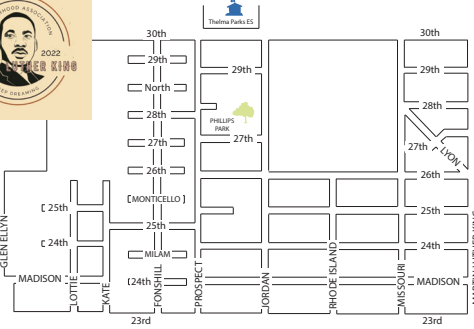 HOOD ASSOCIATION
2022
LUTHER KING
DREAMING
Thelma Parks ES
30th
30th
29th
29th
29th
North
28th
28th
PHILLIPS
PARK
27th
27th
27th
LYON
26th
26th
MONTICELLO
25th
25th
25th
24th
24th
24th
MILAM
GLEN ELLYN
MADISON
MADISON
LOTTIE
KATE
FONSHILL
PROSPECT
JORDAN
RHODE ISLAND
MISSOURI
23rd
23rd